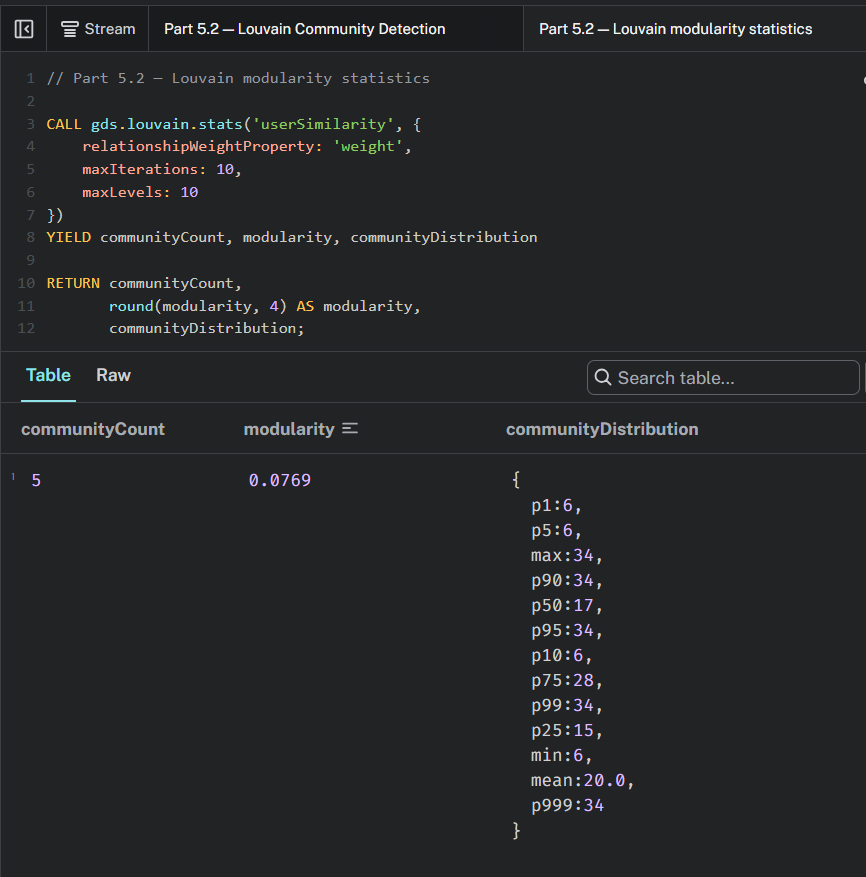 Stream
Part 5.2 — Louvain Community Detection
Part 5.2 — Louvain modularity statistics
1 // Part 5.2 — Louvain modularity statistics
2
3 CALL gds.louvain.stats('userSimilarity', {
4     relationshipWeightProperty: 'weight',
5     maxIterations: 10,
6     maxLevels: 10
7 })
8 YIELD communityCount, modularity, communityDistribution
9
10 RETURN communityCount,
11        round(modularity, 4) AS modularity,
12        communityDistribution;
Table Raw
Search table...
communityCount modularity communityDistribution
1 5 0.0769 {
p1:6,
p5:6,
max:34,
p90:34,
p50:17,
p95:34,
p10:6,
p75:28,
p99:34,
p25:15,
min:6,
mean:20.0,
p999:34
}